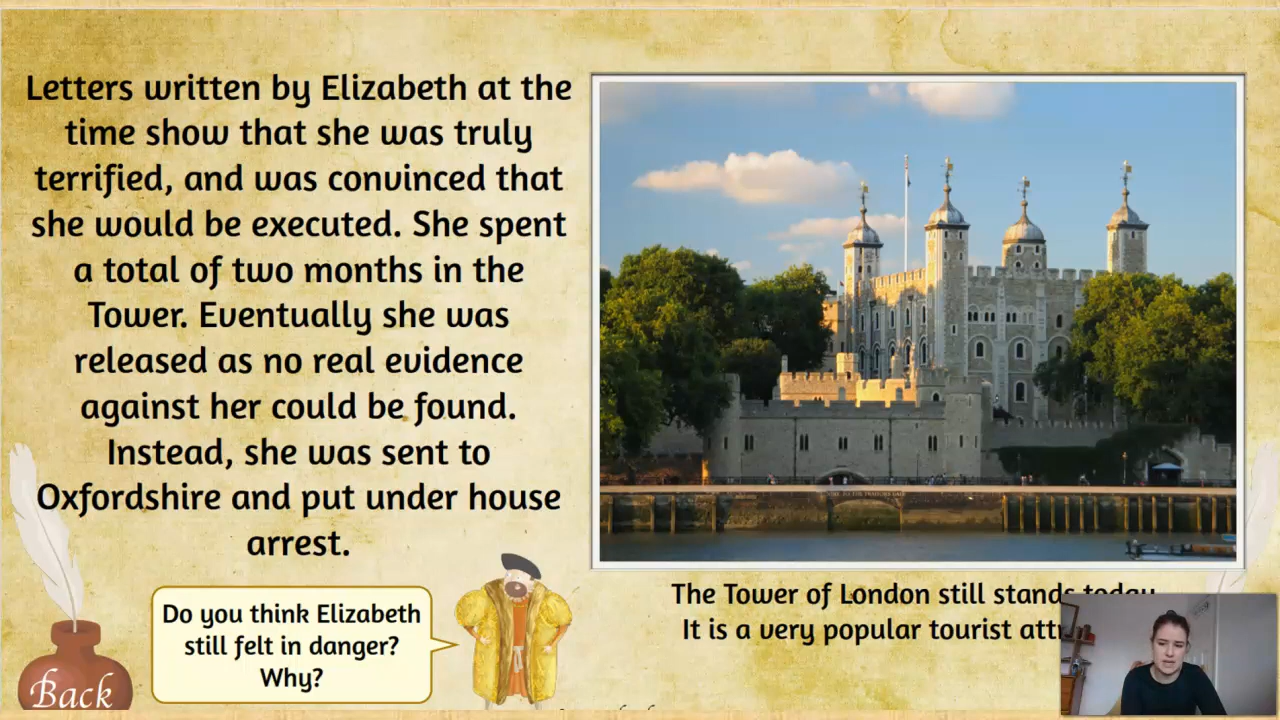 Letters written by Elizabeth at the
time show that she was truly
terrified, and was convinced that
she would be executed. She spent
a total of two months in the
Tower. Eventually she was
released as no real evidence
against her could be found.
Instead, she was sent to
Oxfordshire and put under house
arrest.
Do you think Elizabeth
still felt in danger?
Why?
Back
The Tower of London still stands today.
It is a very popular tourist